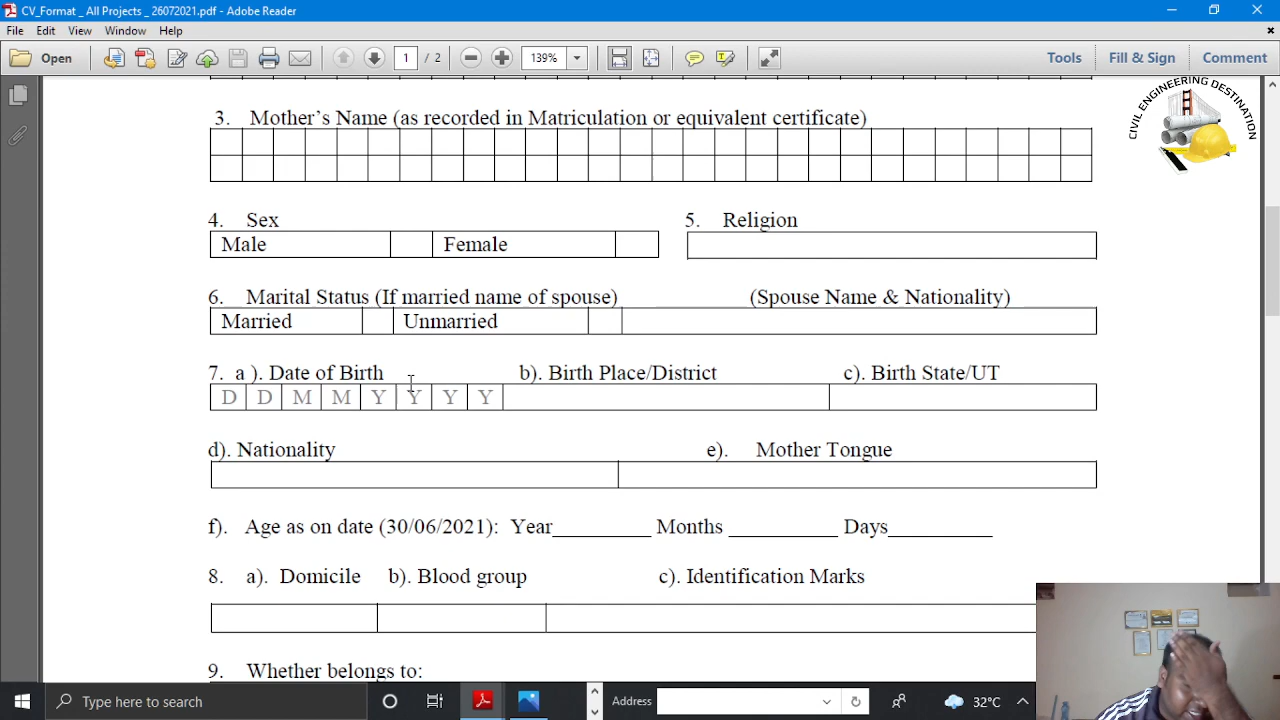 CV_Format _ All Projects _ 26072021.pdf - Adobe Reader
File Edit View Window Help
Open 1 / 2 139% Tools Fill & Sign Comment
CIVIL ENGINEERING DESTINATION
3. Mother's Name (as recorded in Matriculation or equivalent certificate)
4. Sex 5. Religion
Male Female
6. Marital Status (If married name of spouse) (Spouse Name & Nationality)
Married Unmarried
7. a ). Date of Birth b). Birth Place/District c). Birth State/UT
D D M M Y Y Y Y
d). Nationality e). Mother Tongue
f). Age as on date (30/06/2021): Year_________ Months __________ Days_________
8. a). Domicile b). Blood group c). Identification Marks
9. Whether belongs to:
Type here to search Address 32°C